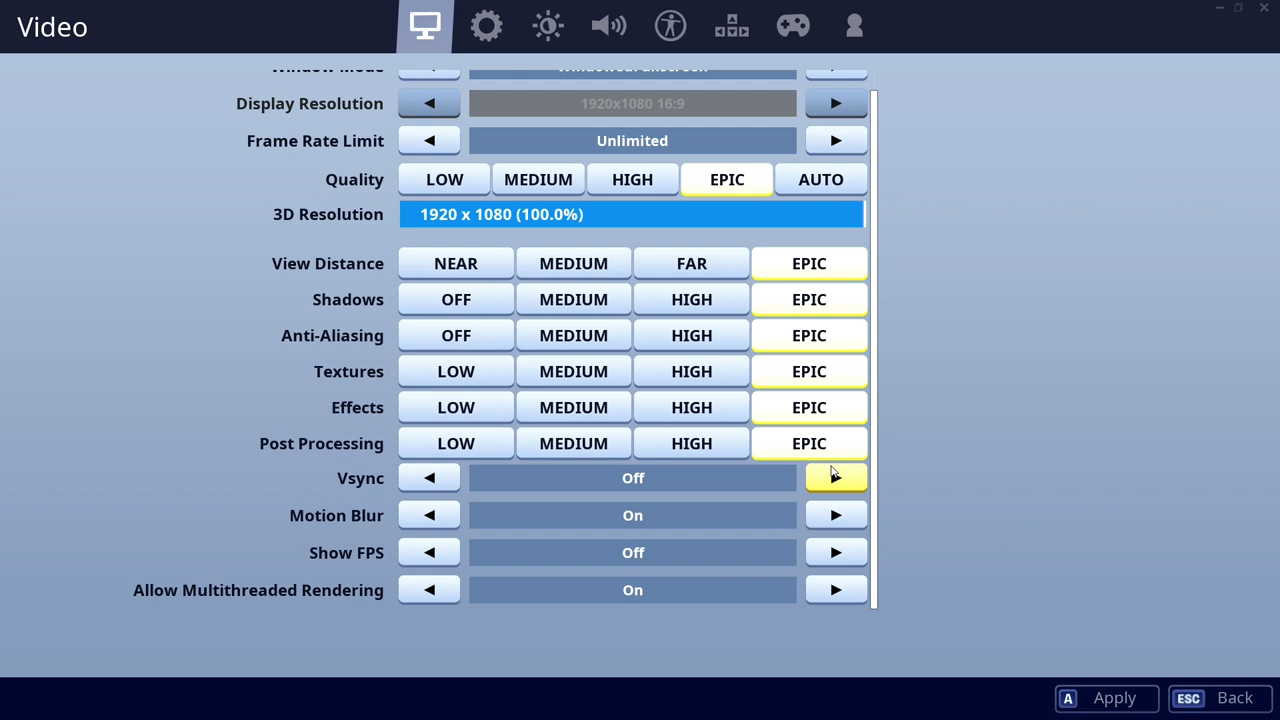 Video
Window Mode
Display Resolution 1920x1080 16:9
Frame Rate Limit Unlimited
Quality LOW MEDIUM HIGH EPIC AUTO
3D Resolution 1920 x 1080 (100.0%)
View Distance NEAR MEDIUM FAR EPIC
Shadows OFF MEDIUM HIGH EPIC
Anti-Aliasing OFF MEDIUM HIGH EPIC
Textures LOW MEDIUM HIGH EPIC
Effects LOW MEDIUM HIGH EPIC
Post Processing LOW MEDIUM HIGH EPIC
Vsync Off
Motion Blur On
Show FPS Off
Allow Multithreaded Rendering On
A Apply ESC Back